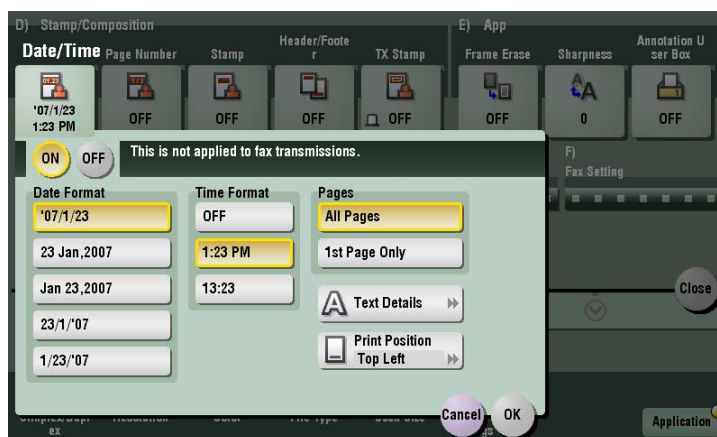 D) Stamp/Composition
E) App
Date/Time
Page Number
Stamp
Header/Foote
r
TX Stamp
Frame Erase
Sharpness
Annotation U
ser Box
'07/1/23
1:23 PM
OFF
OFF
OFF
OFF
OFF
0
OFF
ON
OFF
This is not applied to fax transmissions.
F)
Fax Setting
Date Format
Time Format
Pages
'07/1/23
OFF
All Pages
23 Jan,2007
1:23 PM
1st Page Only
Jan 23,2007
13:23
Close
A
Text Details
23/1/'07
Print Position
Top Left
1/23/'07
Cancel
OK
ex
Application